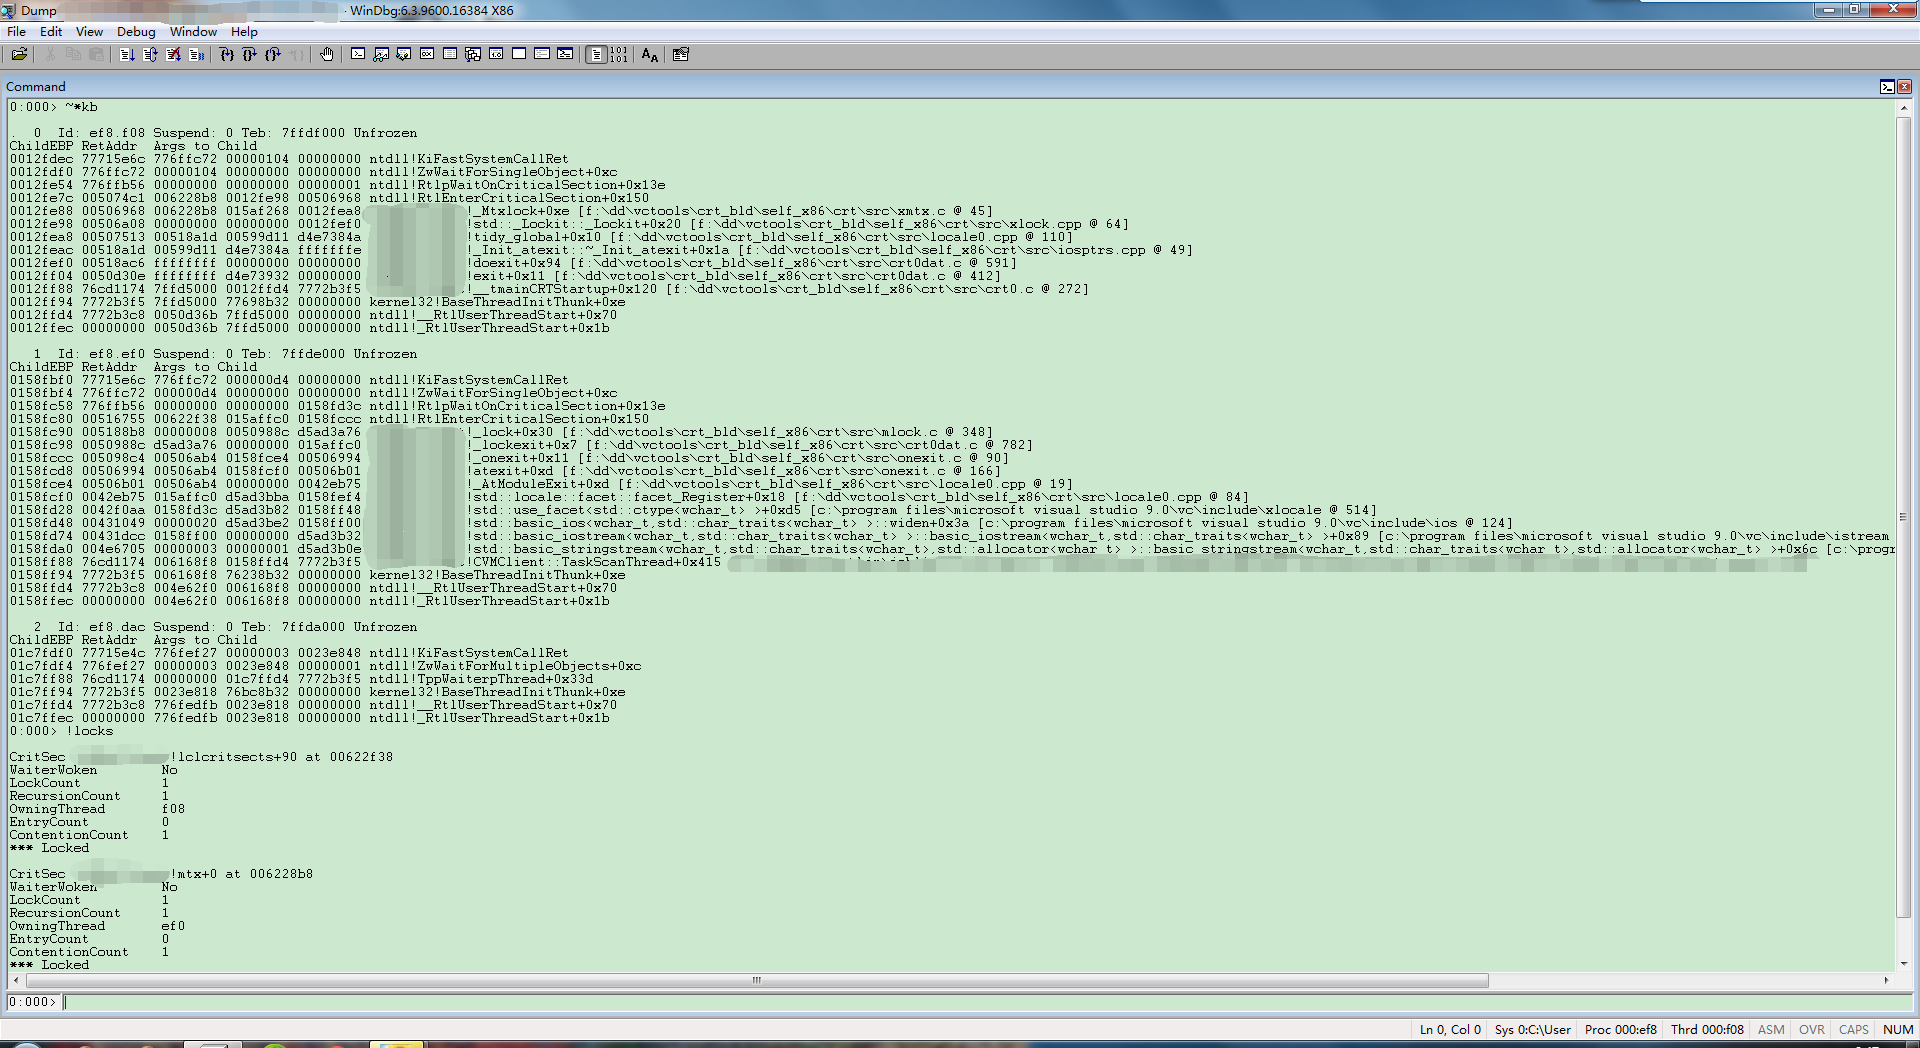 Dump - WinDbg:6.3.9600.16384 X86
File Edit View Debug Window Help
Command
0:000> ~*kb
.  0  Id: ef8.f08 Suspend: 0 Teb: 7ffdf000 Unfrozen
ChildEBP RetAddr  Args to Child
0012fdec 77715e6c 776ffc72 00000104 00000000 ntdll!KiFastSystemCallRet
0012fdf0 776ffc72 00000104 00000000 00000000 ntdll!ZwWaitForSingleObject+0xc
0012fe54 776ffb56 00000000 00000000 00000001 ntdll!RtlpWaitOnCriticalSection+0x13e
0012fe7c 005074c1 006228b8 0012fe98 00506968 ntdll!RtlEnterCriticalSection+0x150
0012fe88 00506968 006228b8 015af268 0012fea8 !_Mtxlock+0xe [f:\dd\vctools\crt_bld\self_x86\crt\src\xmtx.c @ 45]
0012fe98 00506a08 00000000 00000000 0012fef0 !std::_Lockit::_Lockit+0x20 [f:\dd\vctools\crt_bld\self_x86\crt\src\xlock.cpp @ 64]
0012fea8 00507513 00518a1d 00599d11 d4e7384a !tidy_global+0x10 [f:\dd\vctools\crt_bld\self_x86\crt\src\locale0.cpp @ 110]
0012feac 00518a1d 00599d11 d4e7384a fffffffe !_Init_atexit::~_Init_atexit+0x1a [f:\dd\vctools\crt_bld\self_x86\crt\src\iosptrs.cpp @ 49]
0012fef0 00518ac6 ffffffff 00000000 00000000 !doexit+0x94 [f:\dd\vctools\crt_bld\self_x86\crt\src\crt0dat.c @ 591]
0012ff04 0050d30e ffffffff d4e73932 00000000 !exit+0x11 [f:\dd\vctools\crt_bld\self_x86\crt\src\crt0dat.c @ 412]
0012ff88 76cd1174 7ffd5000 0012ffd4 7772b3f5 !__tmainCRTStartup+0x120 [f:\dd\vctools\crt_bld\self_x86\crt\src\crt0.c @ 272]
0012ff94 7772b3f5 7ffd5000 77698b32 00000000 kernel32!BaseThreadInitThunk+0xe
0012ffd4 7772b3c8 0050d36b 7ffd5000 00000000 ntdll!__RtlUserThreadStart+0x70
0012ffec 00000000 0050d36b 7ffd5000 00000000 ntdll!_RtlUserThreadStart+0x1b
1  Id: ef8.ef0 Suspend: 0 Teb: 7ffde000 Unfrozen
ChildEBP RetAddr  Args to Child
0158fbf0 77715e6c 776ffc72 000000d4 00000000 ntdll!KiFastSystemCallRet
0158fbf4 776ffc72 000000d4 00000000 00000000 ntdll!ZwWaitForSingleObject+0xc
0158fc58 776ffb56 00000000 00000000 0158fd3c ntdll!RtlpWaitOnCriticalSection+0x13e
0158fc80 00516755 00622f38 015affc0 0158fccc ntdll!RtlEnterCriticalSection+0x150
0158fc90 005188b8 00000008 0050988c d5ad3a76 !_lock+0x30 [f:\dd\vctools\crt_bld\self_x86\crt\src\mlock.c @ 348]
0158fc98 0050988c d5ad3a76 00000000 015affc0 !_lockexit+0x7 [f:\dd\vctools\crt_bld\self_x86\crt\src\crt0dat.c @ 782]
0158fccc 005098c4 00506ab4 0158fce4 00506994 !_onexit+0x11 [f:\dd\vctools\crt_bld\self_x86\crt\src\onexit.c @ 90]
0158fcd8 00506994 00506ab4 0158fcf0 00506b01 !atexit+0xd [f:\dd\vctools\crt_bld\self_x86\crt\src\onexit.c @ 166]
0158fce4 00506b01 00506ab4 00000000 0042eb75 !_AtModuleExit+0xd [f:\dd\vctools\crt_bld\self_x86\crt\src\locale0.cpp @ 19]
0158fcf0 0042eb75 015affc0 d5ad3bba 0158fef4 !std::locale::facet::facet_Register+0x18 [f:\dd\vctools\crt_bld\self_x86\crt\src\locale0.cpp @ 84]
0158fd28 0042f0aa 0158fd3c d5ad3b82 0158ff48 !std::use_facet<std::ctype<wchar_t> >+0xd5 [c:\program files\microsoft visual studio 9.0\vc\include\xlocale @ 514]
0158fd48 00431049 00000020 d5ad3be2 0158ff00 !std::basic_ios<wchar_t,std::char_traits<wchar_t> >::widen+0x3a [c:\program files\microsoft visual studio 9.0\vc\include\ios @ 124]
0158fd74 00431dcc 0158ff00 00000000 d5ad3b32 !std::basic_iostream<wchar_t,std::char_traits<wchar_t> >::basic_iostream<wchar_t,std::char_traits<wchar_t> >+0x89 [c:\program files\microsoft visual studio 9.0\vc\include\istream
0158fda0 004e6705 00000003 00000001 d5ad3b0e !std::basic_stringstream<wchar_t,std::char_traits<wchar_t>,std::allocator<wchar_t> >::basic_stringstream<wchar_t,std::char_traits<wchar_t>,std::allocator<wchar_t> >+0x6c [c:\prog
0158ff88 76cd1174 006168f8 0158ffd4 7772b3f5 !CVMClient::TaskScanThread+0x415
0158ff94 7772b3f5 006168f8 76238b32 00000000 kernel32!BaseThreadInitThunk+0xe
0158ffd4 7772b3c8 004e62f0 006168f8 00000000 ntdll!__RtlUserThreadStart+0x70
0158ffec 00000000 004e62f0 006168f8 00000000 ntdll!_RtlUserThreadStart+0x1b
2  Id: ef8.dac Suspend: 0 Teb: 7ffda000 Unfrozen
ChildEBP RetAddr  Args to Child
01c7fdf0 77715e4c 776fef27 00000003 0023e848 ntdll!KiFastSystemCallRet
01c7fdf4 776fef27 00000003 0023e848 00000001 ntdll!ZwWaitForMultipleObjects+0xc
01c7ff88 76cd1174 00000000 01c7ffd4 7772b3f5 ntdll!TppWaiterpThread+0x33d
01c7ff94 7772b3f5 0023e818 76bc8b32 00000000 kernel32!BaseThreadInitThunk+0xe
01c7ffd4 7772b3c8 776fedfb 0023e818 00000000 ntdll!__RtlUserThreadStart+0x70
01c7ffec 00000000 776fedfb 0023e818 00000000 ntdll!_RtlUserThreadStart+0x1b
0:000> !locks
CritSec !lclcritsects+90 at 00622f38
WaiterWoken No
LockCount 1
RecursionCount 1
OwningThread f08
EntryCount 0
ContentionCount 1
*** Locked
CritSec !mtx+0 at 006228b8
WaiterWoken No
LockCount 1
RecursionCount 1
OwningThread ef0
EntryCount 0
ContentionCount 1
*** Locked
0:000>
Ln 0, Col 0 Sys 0:C:\User Proc 000:ef8 Thrd 000:f08 ASM OVR CAPS NUM